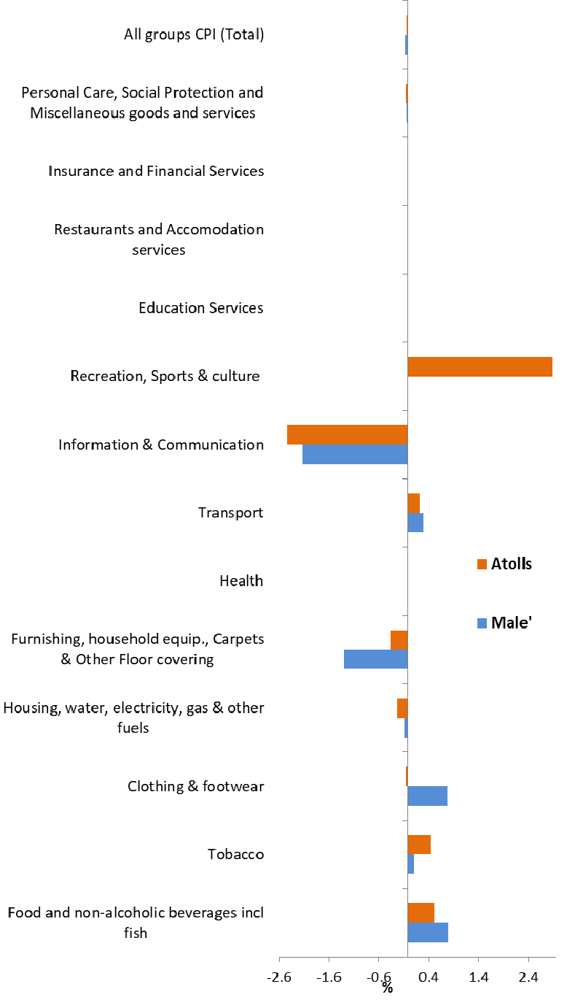 All groups CPI (Total)
Personal Care, Social Protection and
Miscellaneous goods and services
Insurance and Financial Services
Restaurants and Accomodation
services
Education Services
Recreation, Sports & culture
Information & Communication
Transport
Health
Atolls
Male'
Furnishing, household equip., Carpets
& Other Floor covering
Housing, water, electricity, gas & other
fuels
Clothing & footwear
Tobacco
Food and non-alcoholic beverages incl
fish
-2.6 -1.6 -0.6 0.4 1.4 2.4
%